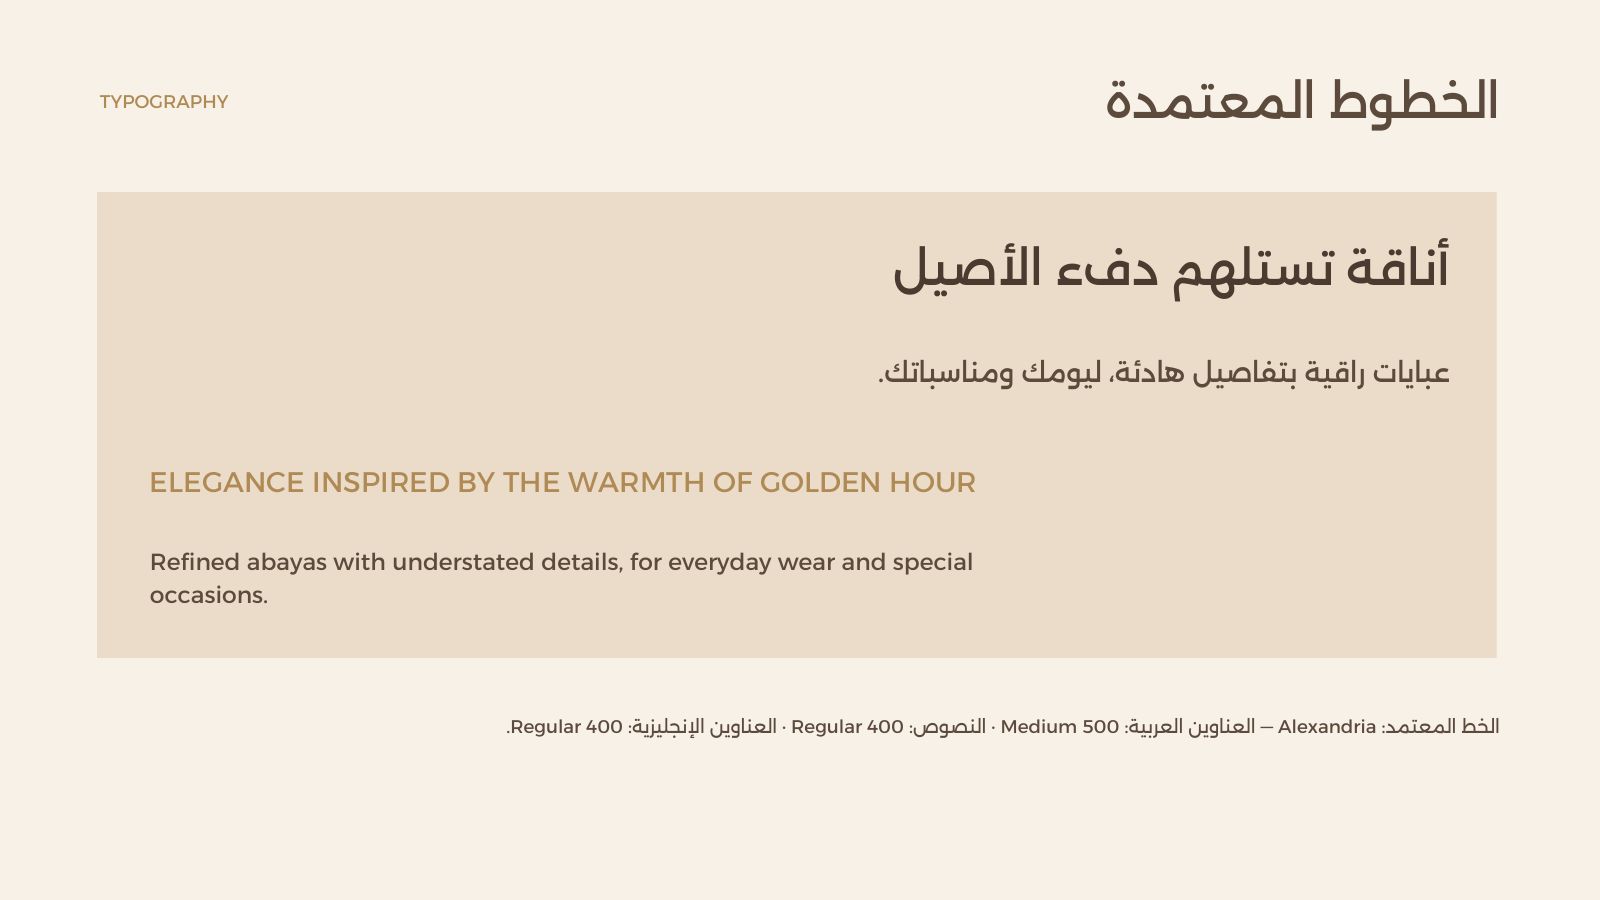 الخطوط المعتمدة
TYPOGRAPHY
أناقة تستلهم دفء الأصيل
عبايات راقية بتفاصيل هادئة، ليومك ومناسباتك.
ELEGANCE INSPIRED BY THE WARMTH OF GOLDEN HOUR
Refined abayas with understated details, for everyday wear and special
occasions.
الخط المعتمد: Alexandria — العناوين العربية: Medium 500 · النصوص: Regular 400 · العناوين الإنجليزية: Regular 400.